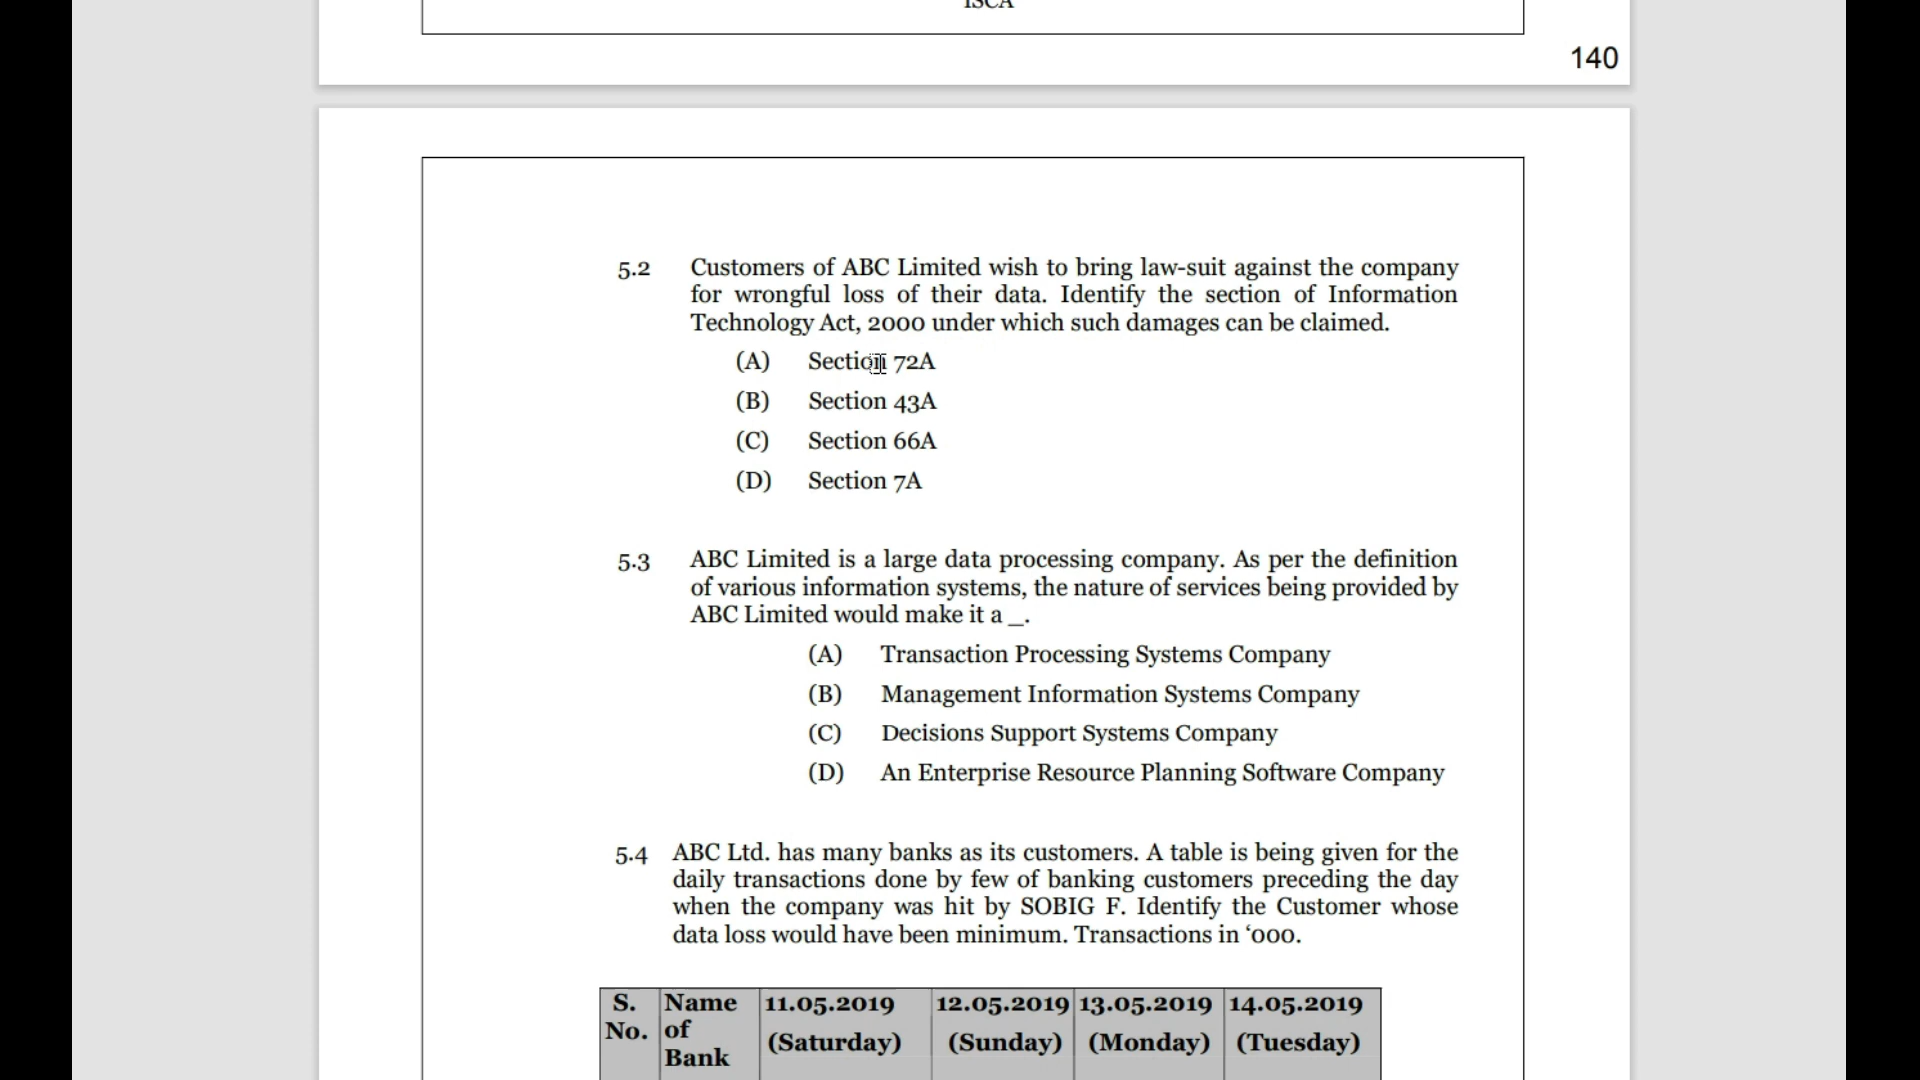 ISCA
140
5.2 Customers of ABC Limited wish to bring law-suit against the company
for wrongful loss of their data. Identify the section of Information
Technology Act, 2000 under which such damages can be claimed.
(A) Section 72A
(B) Section 43A
(C) Section 66A
(D) Section 7A
5.3 ABC Limited is a large data processing company. As per the definition
of various information systems, the nature of services being provided by
ABC Limited would make it a _.
(A) Transaction Processing Systems Company
(B) Management Information Systems Company
(C) Decisions Support Systems Company
(D) An Enterprise Resource Planning Software Company
5.4 ABC Ltd. has many banks as its customers. A table is being given for the
daily transactions done by few of banking customers preceding the day
when the company was hit by SOBIG F. Identify the Customer whose
data loss would have been minimum. Transactions in ‘000.
S. Name 11.05.2019 12.05.2019 13.05.2019 14.05.2019
No. of (Saturday) (Sunday) (Monday) (Tuesday)
Bank